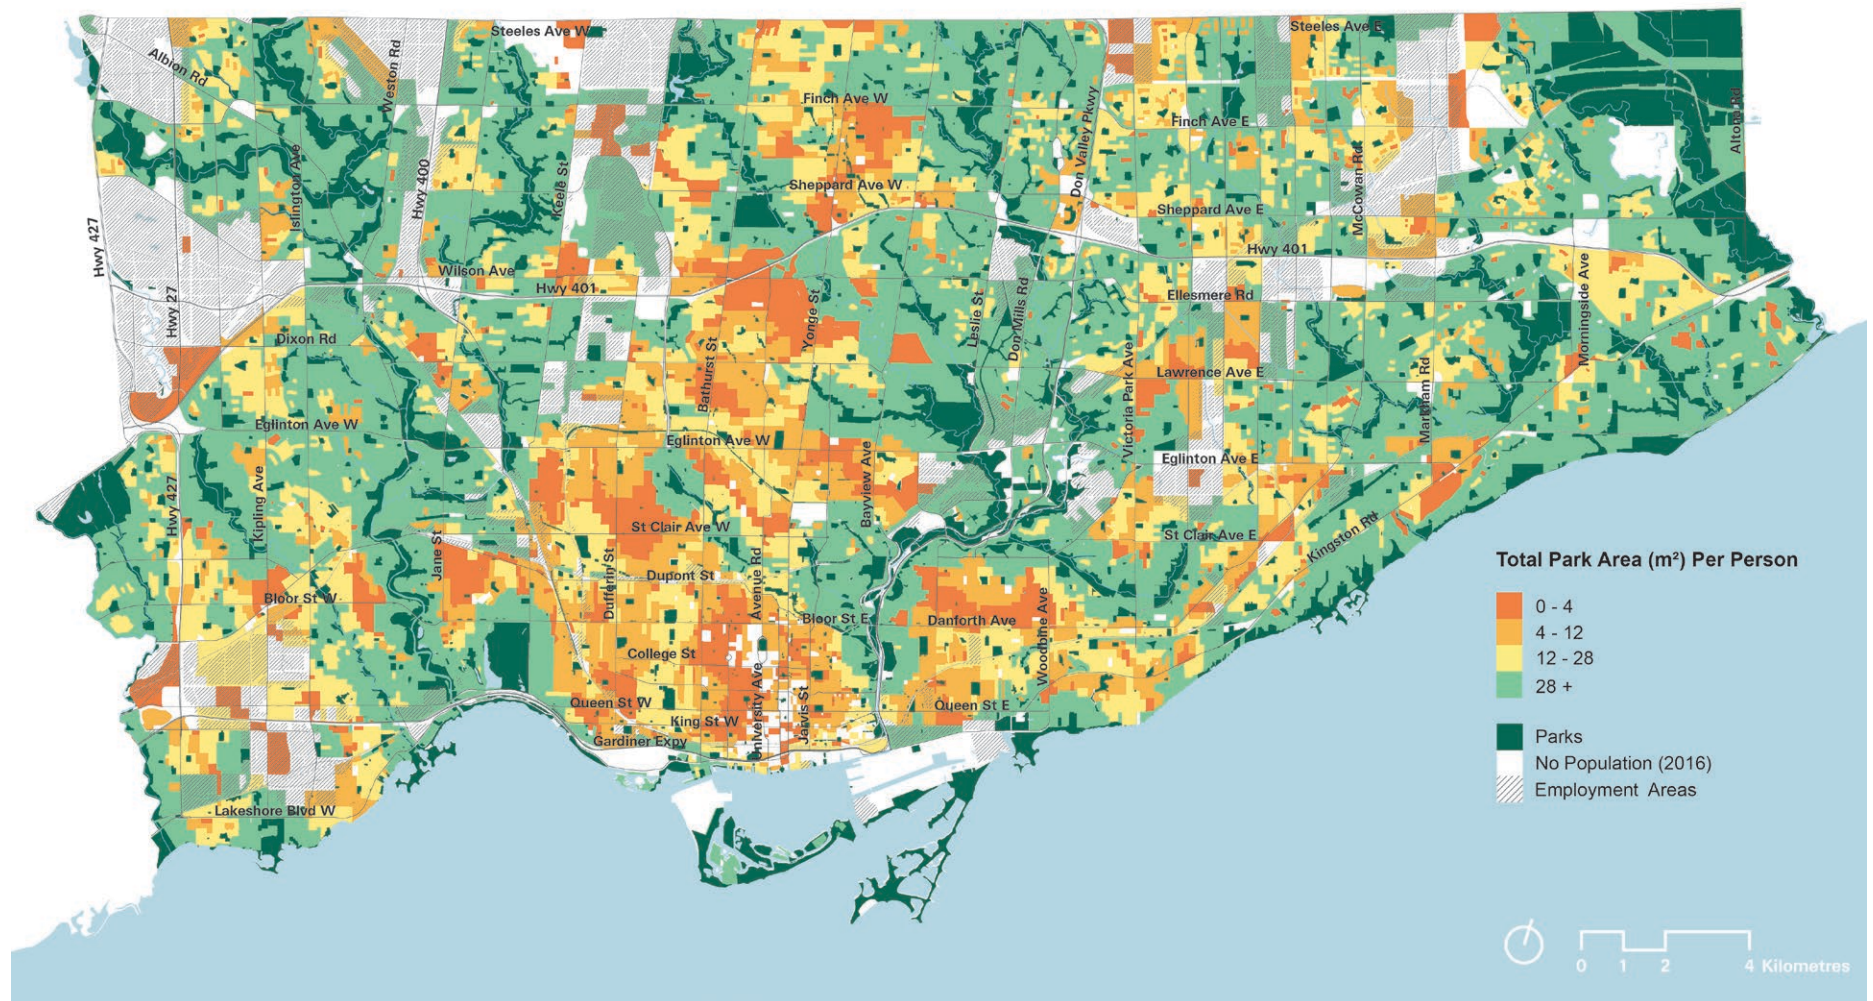 Steeles Ave W
Steeles Ave E
Albion Rd
Weston Rd
Finch Ave W
Don Valley Pkwy
Finch Ave E
Altona Rd
Islington Ave
Hwy 400
Keele St
Sheppard Ave W
McCowan Rd
Sheppard Ave E
Hwy 427
Wilson Ave
Hwy 401
Hwy 401
Hwy 27
Yonge St
Leslie St
Don Mills Rd
Ellesmere Rd
Morningside Ave
Dixon Rd
Bathurst St
Victoria Park Ave
Lawrence Ave E
Markham Rd
Eglinton Ave W
Eglinton Ave W
Eglinton Ave E
Hwy 427
Kipling Ave
Bayview Ave
St Clair Ave W
St Clair Ave E
Kingston Rd
Jane St
Dufferin St
Dupont St
Avenue Rd
Bloor St W
Bloor St E
Danforth Ave
Woodbine Ave
College St
University Ave
Jarvis St
Queen St W
King St W
Queen St E
Gardiner Expy
Lakeshore Blvd W
Total Park Area (m²) Per Person
0 - 4
4 - 12
12 - 28
28 +
Parks
No Population (2016)
Employment Areas
0 1 2 4 Kilometres